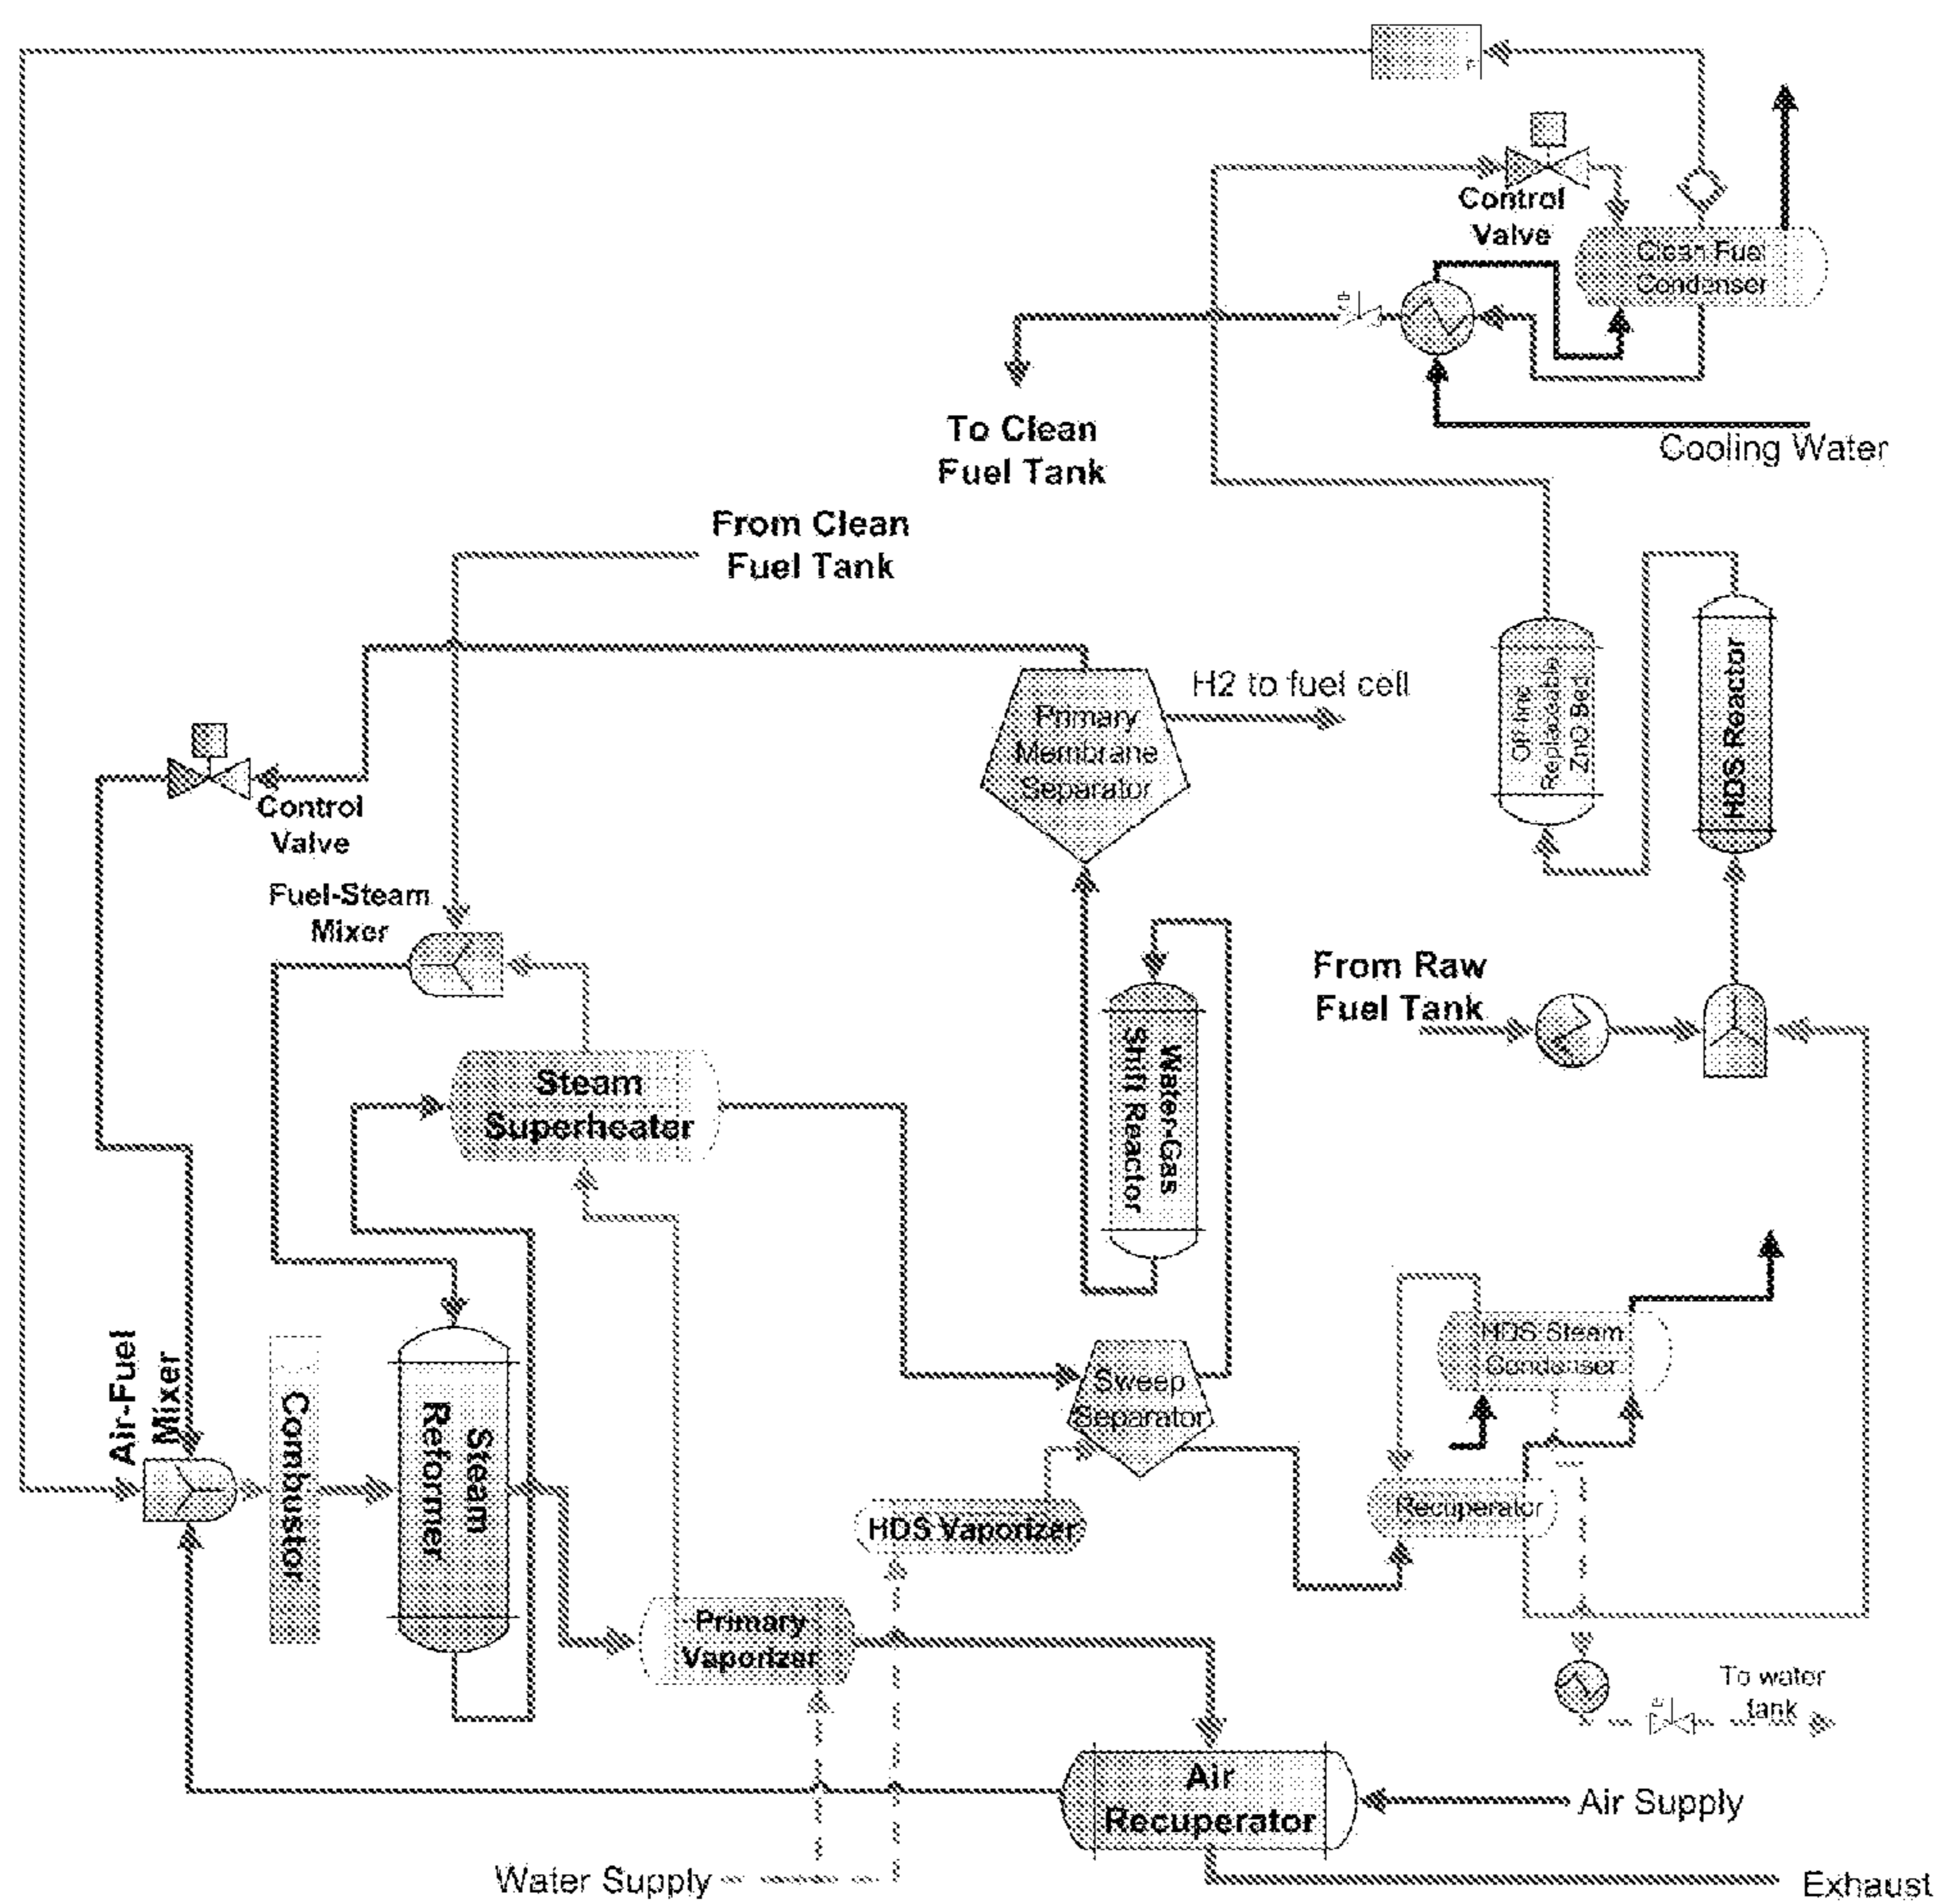 Control
Valve
Clean Fuel
Condenser
To Clean
Fuel Tank
Cooling Water
From Clean
Fuel Tank
H2 to fuel cell
Primary
Membrane
Separator
Replaceable
ZnO Bed
HDS Reactor
Control
Valve
Fuel-Steam
Mixer
From Raw
Fuel Tank
Steam
Superheater
Water-Gas
Shift Reactor
HDS Steam
Condenser
Air-Fuel
Mixer
Combustor
Steam
Reformer
Sweep
Separator
Recuperator
HDS Vaporizer
Primary
Vaporizer
To water
tank
Air
Recuperator
Air Supply
Water Supply
Exhaust